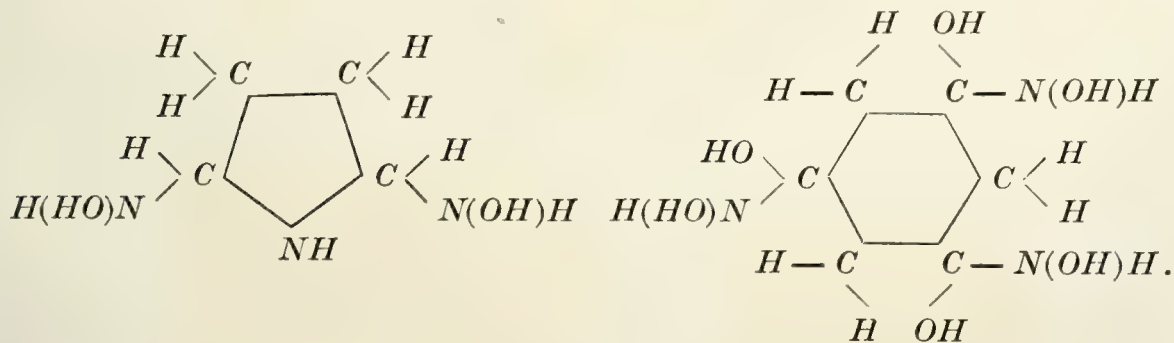 H H H OH
C C
H H H — C C — N(OH)H
H H HO H
C C C C
H(HO)N N(OH)H H(HO)N H
NH
H — C C — N(OH)H.
H OH